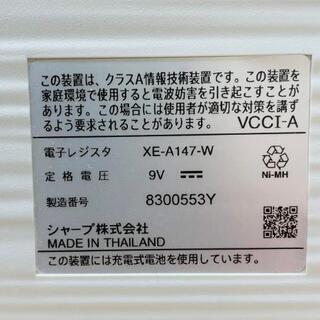 この装置は、クラスA情報技術装置です。この装置を
家庭環境で使用すると電波妨害を引き起こすことが
あります。この場合には使用者が適切な対策を講ず
るよう要求されることがあります。 VCCI-A
電子レジスタ XE-A147-W
定格電圧 9V
Ni-MH
製造番号 8300553Y
シャープ株式会社
MADE IN THAILAND
この装置には充電式電池を使用しています。